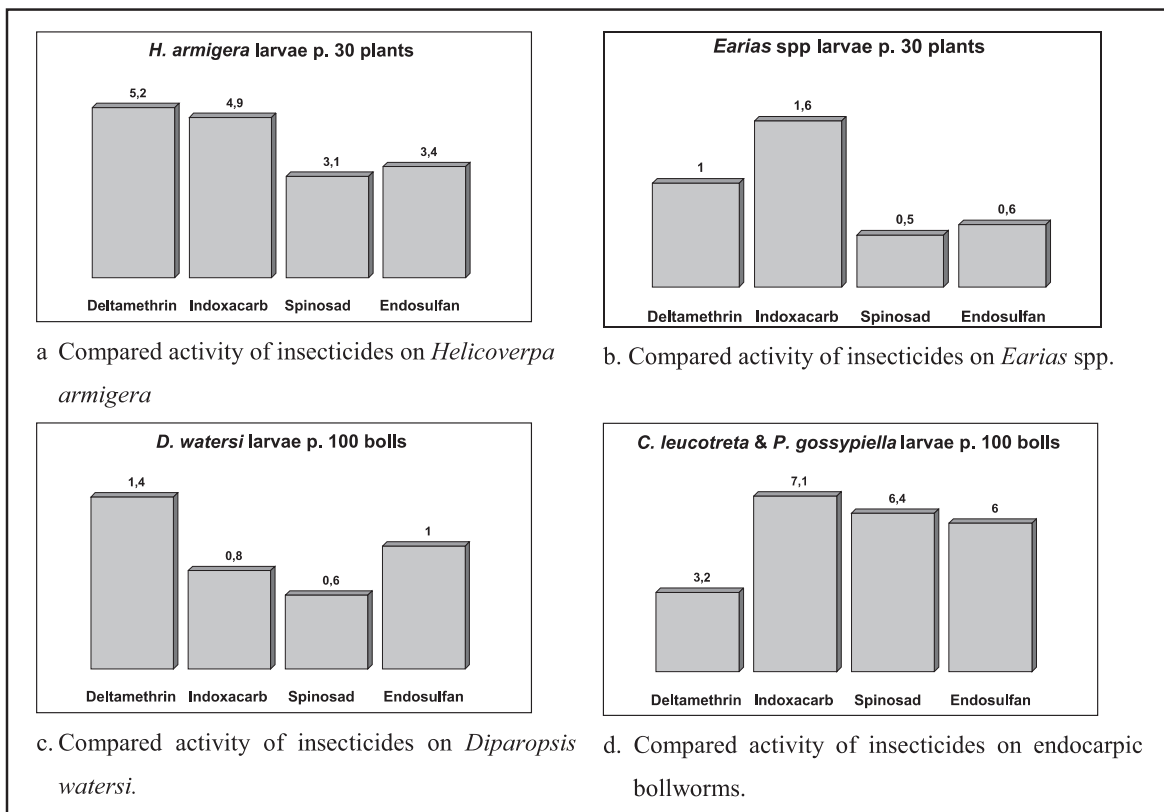 H. armigera larvae p. 30 plants
5,2
4,9
3,1
3,4
Deltamethrin Indoxacarb Spinosad Endosulfan
a Compared activity of insecticides on Helicoverpa
armigera
Earias spp larvae p. 30 plants
1
1,6
0,5
0,6
Deltamethrin Indoxacarb Spinosad Endosulfan
b. Compared activity of insecticides on Earias spp.
D. watersi larvae p. 100 bolls
1,4
0,8
0,6
1
Deltamethrin Indoxacarb Spinosad Endosulfan
c. Compared activity of insecticides on Diparopsis
watersi.
C. leucotreta & P. gossypiella larvae p. 100 bolls
3,2
7,1
6,4
6
Deltamethrin Indoxacarb Spinosad Endosulfan
d. Compared activity of insecticides on endocarpic
bollworms.